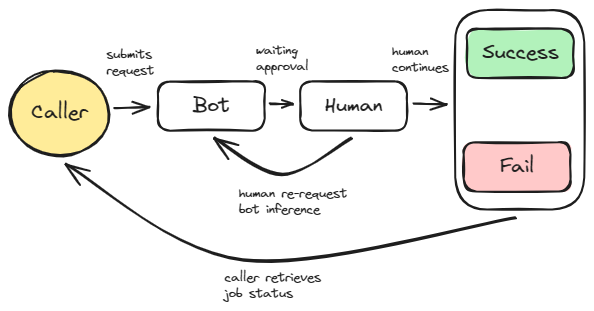 submits
request
waiting
approval
human
continues
Success
Caller
Bot
Human
Fail
human re-request
bot inference
caller retrieves
job status